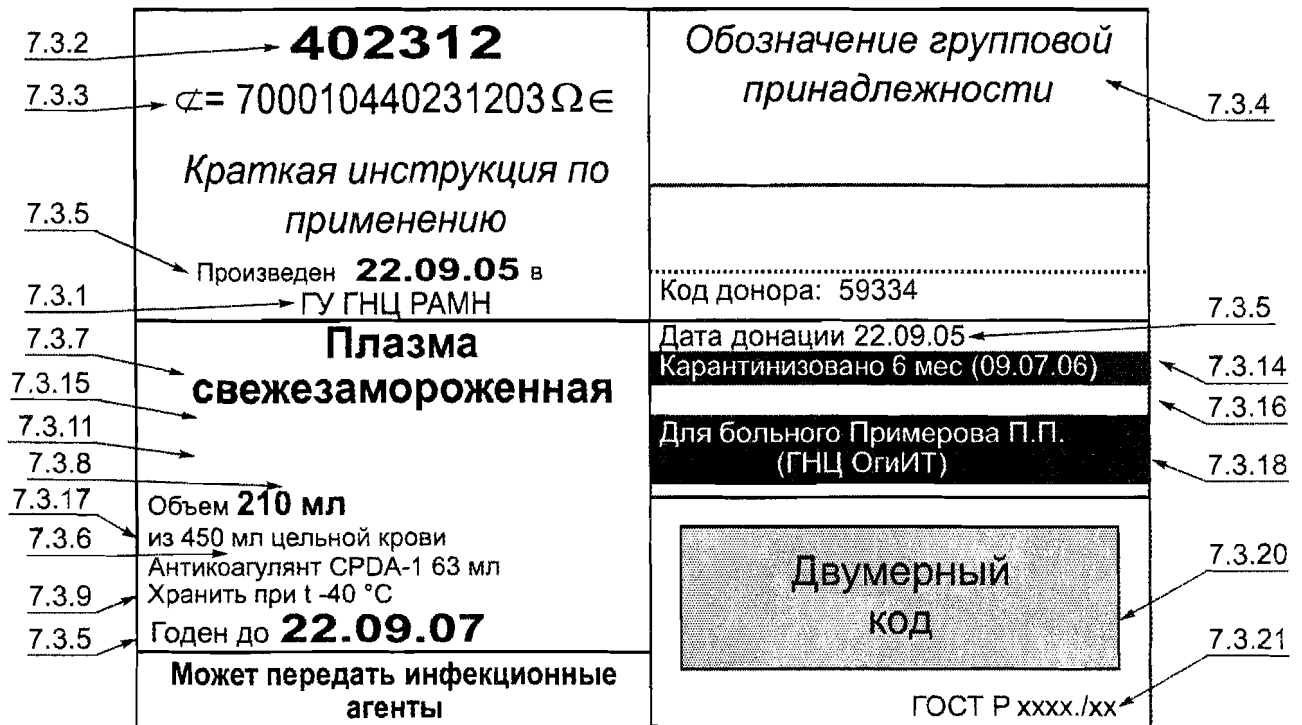 7.3.2
402312
7.3.3
⊄= 700010440231203Ω∈
Краткая инструкция по
применению
7.3.5
Произведен 22.09.05 в
7.3.1
ГУ ГНЦ РАМН
Обозначение групповой
принадлежности
7.3.4
Код донора: 59334
7.3.7
Плазма
свежезамороженная
7.3.15
7.3.11
7.3.8
Объем 210 мл
7.3.17
из 450 мл цельной крови
7.3.6
Антикоагулянт CPDA-1 63 мл
7.3.9
Хранить при t -40 °C
7.3.5
Годен до 22.09.07
Может передать инфекционные
агенты
7.3.5
Дата донации 22.09.05
Карантинизовано 6 мес (09.07.06)
7.3.14
7.3.16
Для больного Примерова П.П.
(ГНЦ ОгиИТ)
7.3.18
Двумерный
код
7.3.20
7.3.21
ГОСТ Р хххх./хх